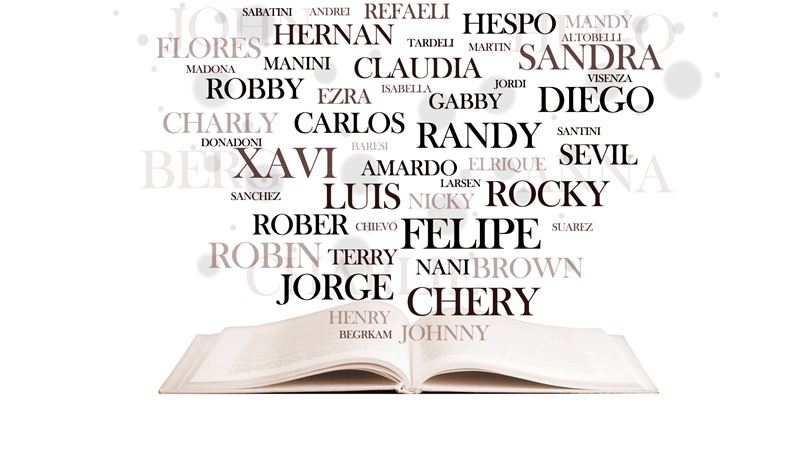 SABATINI ANDREI REFAELI
HERNAN HESPO MANDY
FLORES TARDELI MARTIN ALTOBELLI
MADONA MANINI CLAUDIA SANDRA
ROBBY EZRA ISABELLA JORDI VISENZA
GABBY DIEGO
CHARLY CARLOS RANDY SANTINI
DONADONI XAVI BARESI AMARDO ELRIQUE SEVIL
BERG ANNA
SANCHEZ LUIS NICKY LARSEN ROCKY
ROBER CHIEVO FELIPE SUAREZ
ROBIN TERRY NANI BROWN
JORGE CHERY
HENRY
BEGRKAM JOHNNY